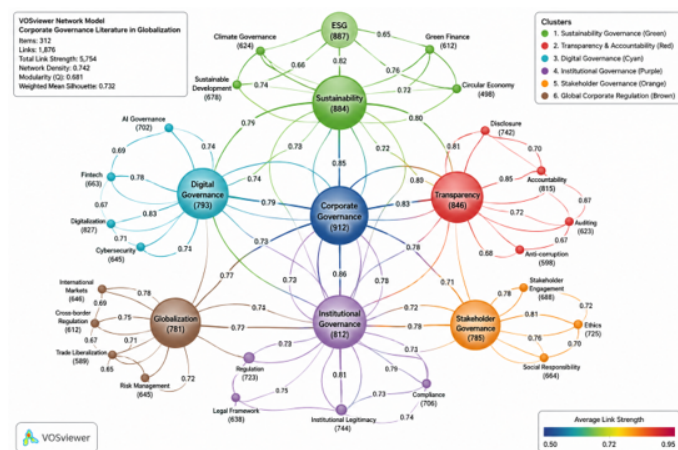 VOSviewer Network Model
Corporate Governance Literature in Globalization
Items: 312
Links: 1,876
Total Link Strength: 5,754
Network Density: 0.742
Modularity (Q): 0.681
Weighted Mean Silhouette: 0.732
Clusters
1. Sustainability Governance (Green)
2. Transparency & Accountability (Red)
3. Digital Governance (Cyan)
4. Institutional Governance (Purple)
5. Stakeholder Governance (Orange)
6. Global Corporate Regulation (Brown)
ESG
(887)
Climate Governance
(624)
Green Finance
(612)
Sustainable
Development
(678)
Circular Economy
(498)
0.65
0.66
0.82
0.76
0.74
0.72
Sustainability
(884)
0.79
0.80
AI Governance
(702)
0.74
0.73
0.72
0.81
Disclosure
(742)
0.70
0.69
0.85
Fintech
(663)
0.78
0.74
0.80
0.85
Accountability
(815)
0.67
Digital
Governance
(793)
0.67
0.79
Corporate
Governance
(912)
0.83
Transparency
(846)
0.72
Digitalization
(827)
0.83
Auditing
(623)
0.71
Cybersecurity
(645)
0.71
0.73
0.78
0.68
0.67
Anti-corruption
(598)
International
Markets
(646)
0.77
0.73
0.86
0.71
Stakeholder
Engagement
(688)
0.78
0.78
0.69
Cross-border
Regulation
(612)
0.75
Globalization
(781)
0.77
Institutional
Governance
(812)
0.72
0.78
Stakeholder
Governance
(785)
0.81
0.72
Ethics
(725)
0.67
0.71
0.76
0.70
Trade Liberalization
(589)
0.65
Risk Management
(645)
0.72
Regulation
(723)
0.73
0.73
Social Responsibility
(664)
0.75
0.81
0.73
Compliance
(706)
Legal Framework
(638)
Institutional Legitimacy
(744)
0.74
VOSviewer
Average Link Strength
0.50
0.72
0.75
0.95